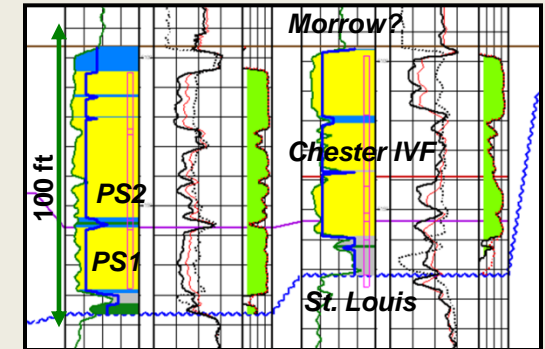 Morrow?
100 ft
Chester IVF
PS2
PS1
St. Louis